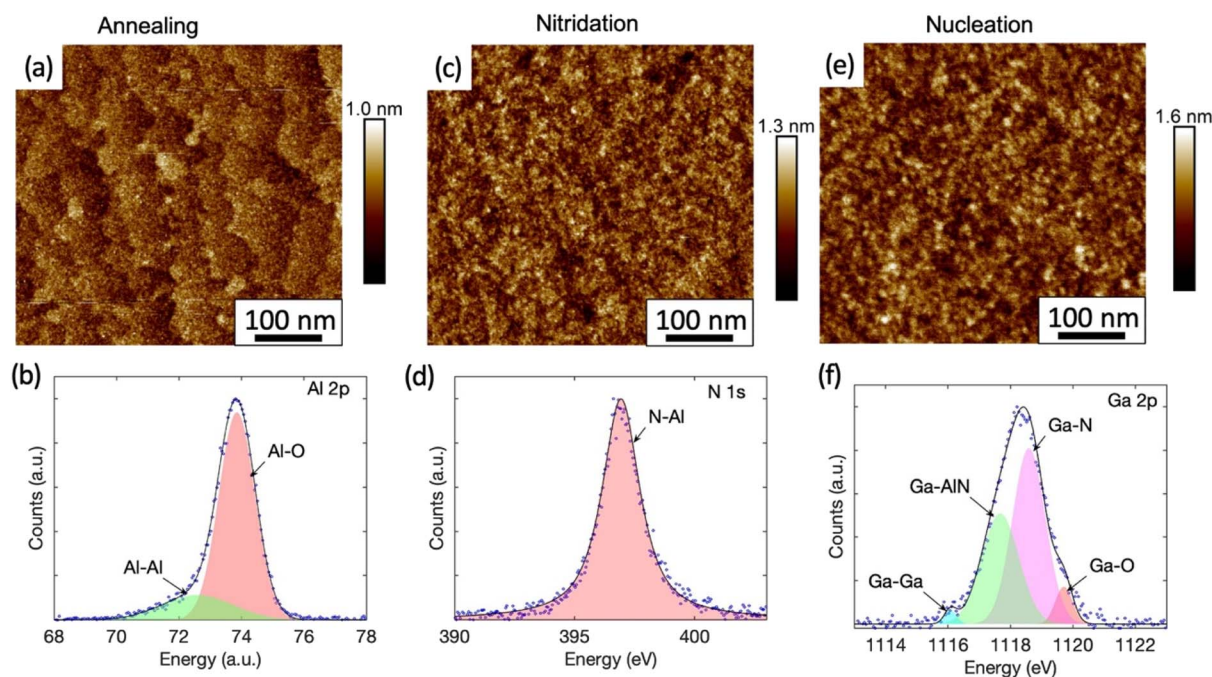 Annealing
Nitridation
Nucleation
(a)
1.0 nm
100 nm
(c)
1.3 nm
100 nm
(e)
1.6 nm
100 nm
(b)
Al 2p
Al-O
Al-Al
Counts (a.u.)
68 70 72 74 76 78
Energy (a.u.)
(d)
N 1s
N-Al
Counts (a.u.)
390 395 400
Energy (eV)
(f)
Ga 2p
Ga-N
Ga-AlN
Ga-Ga
Ga-O
Counts (a.u.)
1114 1116 1118 1120 1122
Energy (eV)